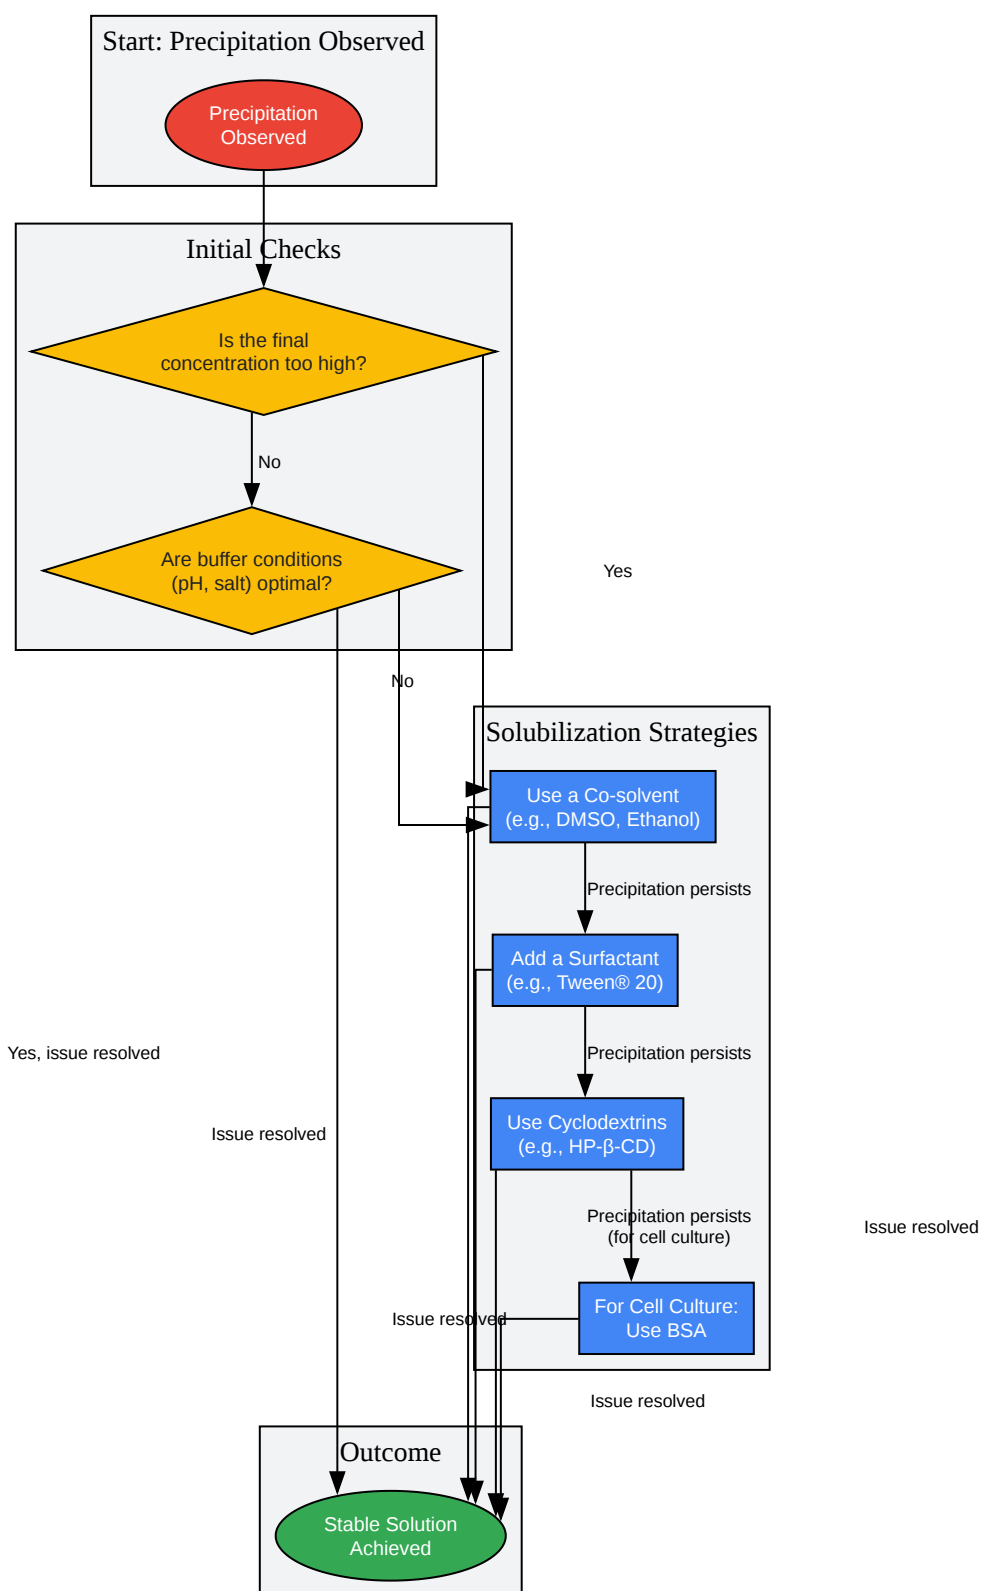 Start: Precipitation Observed
Precipitation
Observed
Initial Checks
Is the final
concentration too high?
No
Are buffer conditions
(pH, salt) optimal?
Yes
No
Solubilization Strategies
Use a Co-solvent
(e.g., DMSO, Ethanol)
Precipitation persists
Add a Surfactant
(e.g., Tween® 20)
Precipitation persists
Yes, issue resolved
Use Cyclodextrins
(e.g., HP-β-CD)
Issue resolved
Precipitation persists
(for cell culture)
Issue resolved
For Cell Culture:
Use BSA
Issue resolved
Issue resolved
Outcome
Stable Solution
Achieved